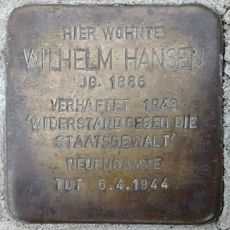 HIER WOHNTE
WILHELM HANSEN
JG. 1886
VERHAFTET 1943
'WIDERSTAND GEGEN DIE
STAATSGEWALT'
NEUENGAMME
TOT 6.4.1944